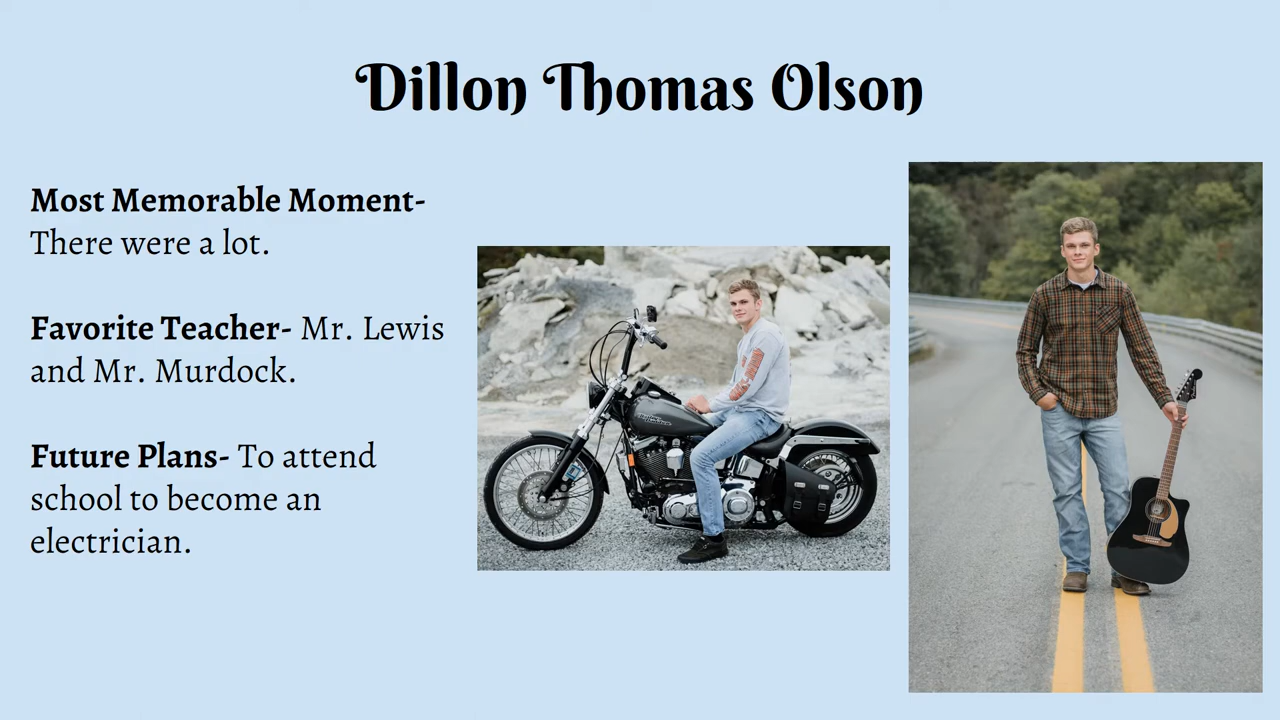 Dillon Thomas Olson
Most Memorable Moment-
There were a lot.
Favorite Teacher- Mr. Lewis
and Mr. Murdock.
Future Plans- To attend
school to become an
electrician.